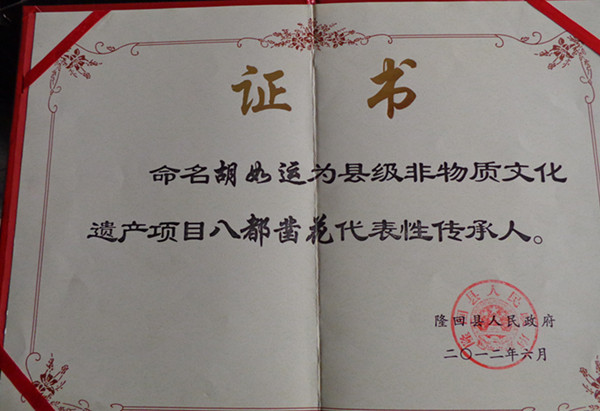 证书
命名胡如运为县级非物质文化
遗产项目八都凿花代表性传承人。
隆回县人民政府
二〇一二年六月